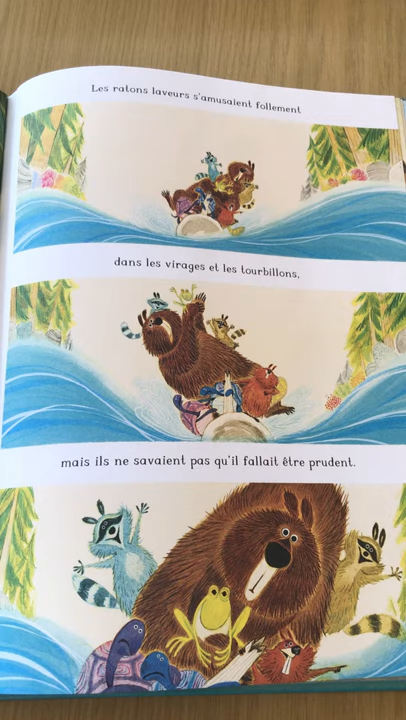 Les ratons laveurs s'amusaient follement
dans les virages et les tourbillons,
mais ils ne savaient pas qu'il fallait être prudent.